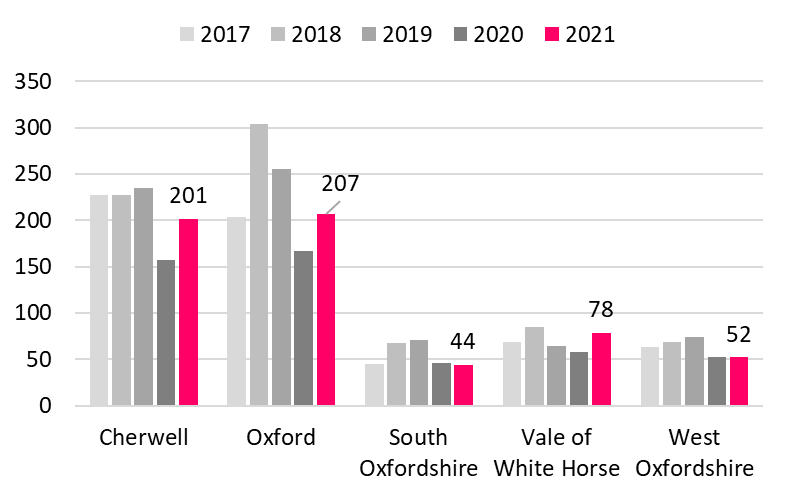 2017 2018 2019 2020 2021
350
300
250
200
150
100
50
0
201
207
44
78
52
Cherwell
Oxford
South
Oxfordshire
Vale of
White Horse
West
Oxfordshire